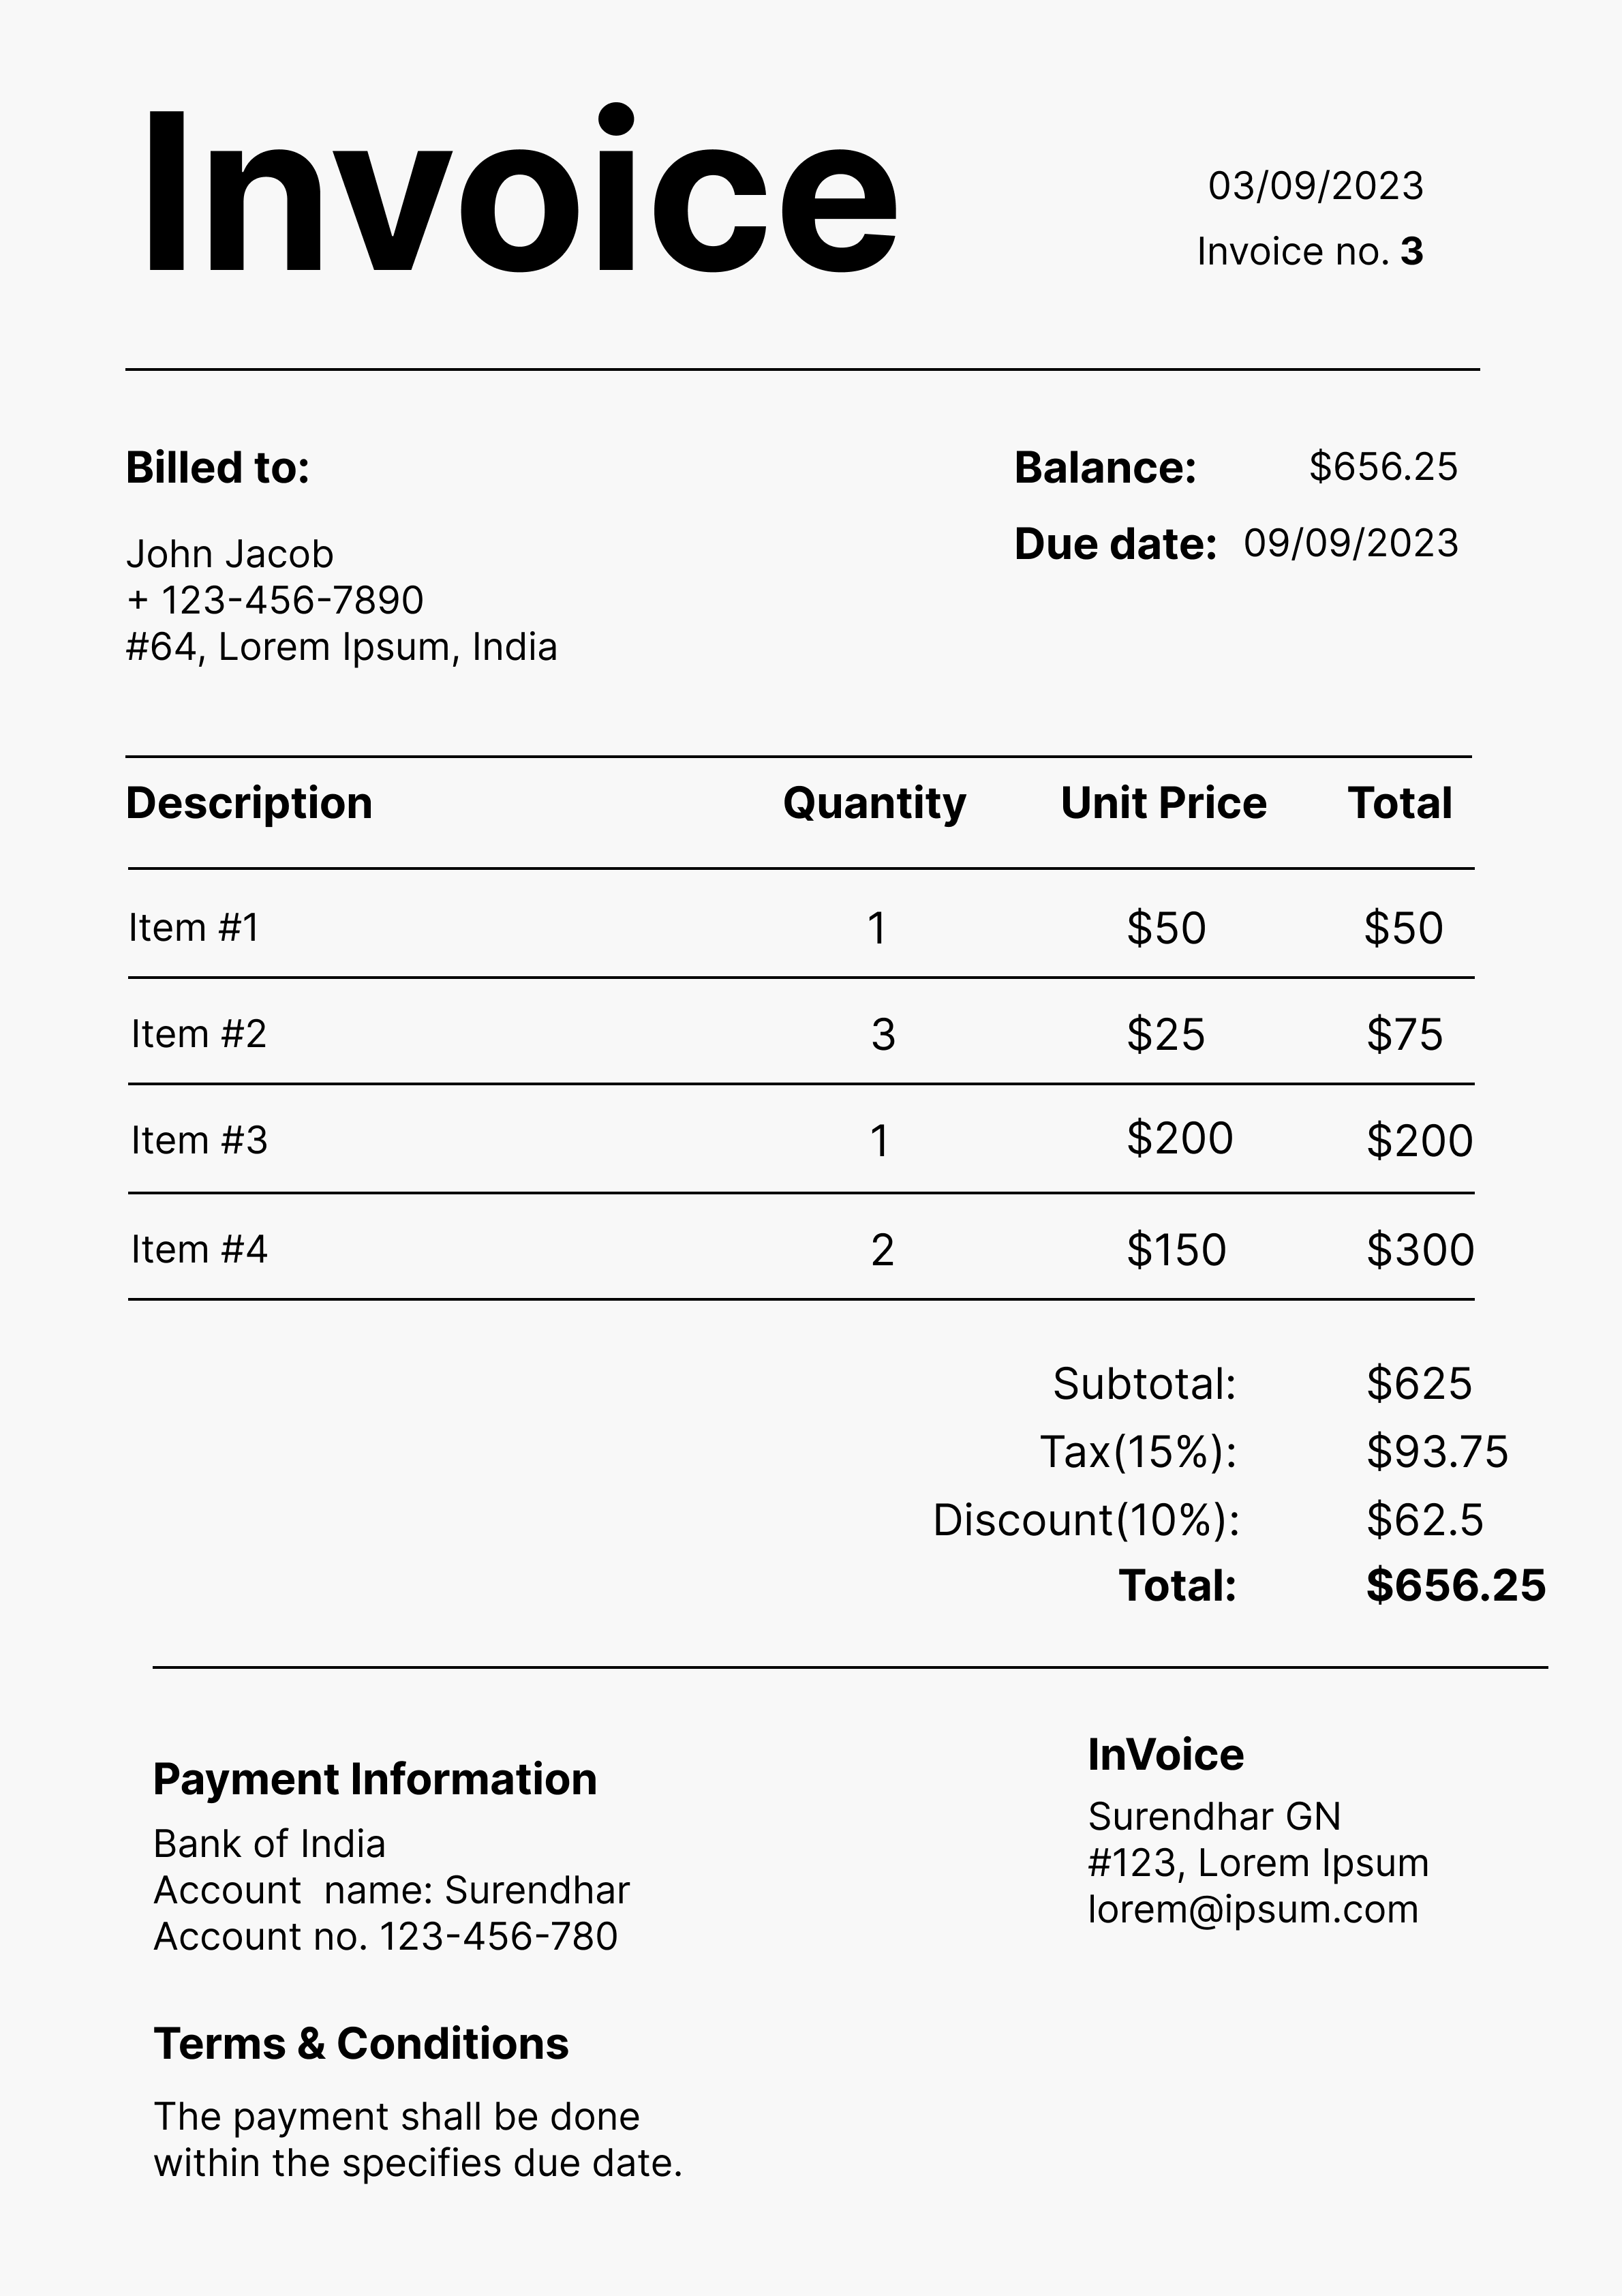 Invoice
03/09/2023
Invoice no. 3
Billed to:
John Jacob
+ 123-456-7890
#64, Lorem Ipsum, India
Balance: $656.25
Due date: 09/09/2023
Description Quantity Unit Price Total
Item #1 1 $50 $50
Item #2 3 $25 $75
Item #3 1 $200 $200
Item #4 2 $150 $300
Subtotal: $625
Tax(15%): $93.75
Discount(10%): $62.5
Total: $656.25
Payment Information
Bank of India
Account  name: Surendhar
Account no. 123-456-780
InVoice
Surendhar GN
#123, Lorem Ipsum
lorem@ipsum.com
Terms & Conditions
The payment shall be done
within the specifies due date.